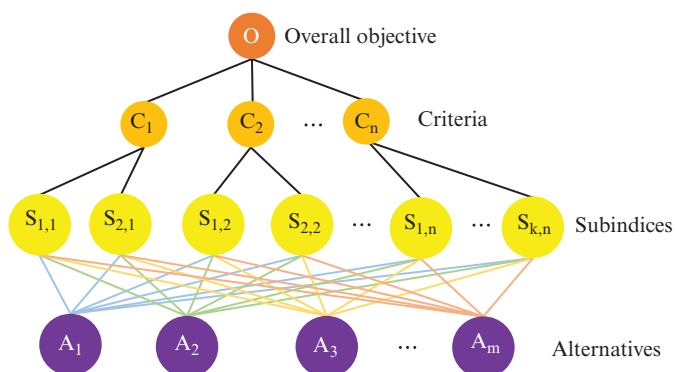 O Overall objective
C1 C2 ... Cn Criteria
S1,1 S2,1 S1,2 S2,2 ... S1,n ... Sk,n Subindices
A1 A2 A3 ... Am Alternatives